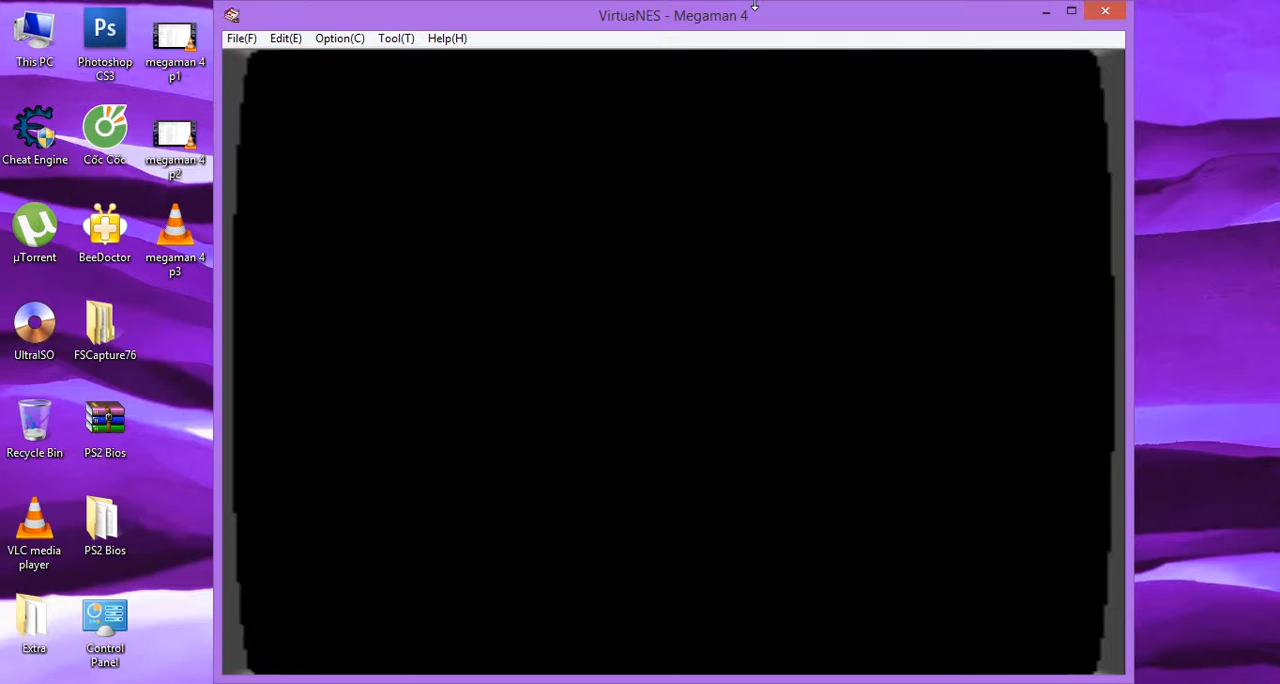 VirtuaNES - Megaman 4
File(F) Edit(E) Option(C) Tool(T) Help(H)
This PC
Ps
Photoshop
CS3
megaman 4
p1
Cheat Engine
Cốc Cốc
megaman 4
p2
µ
µTorrent
BeeDoctor
megaman 4
p3
UltraISO
FSCapture76
Recycle Bin
PS2 Bios
VLC media
player
PS2 Bios
Extra
Control
Panel